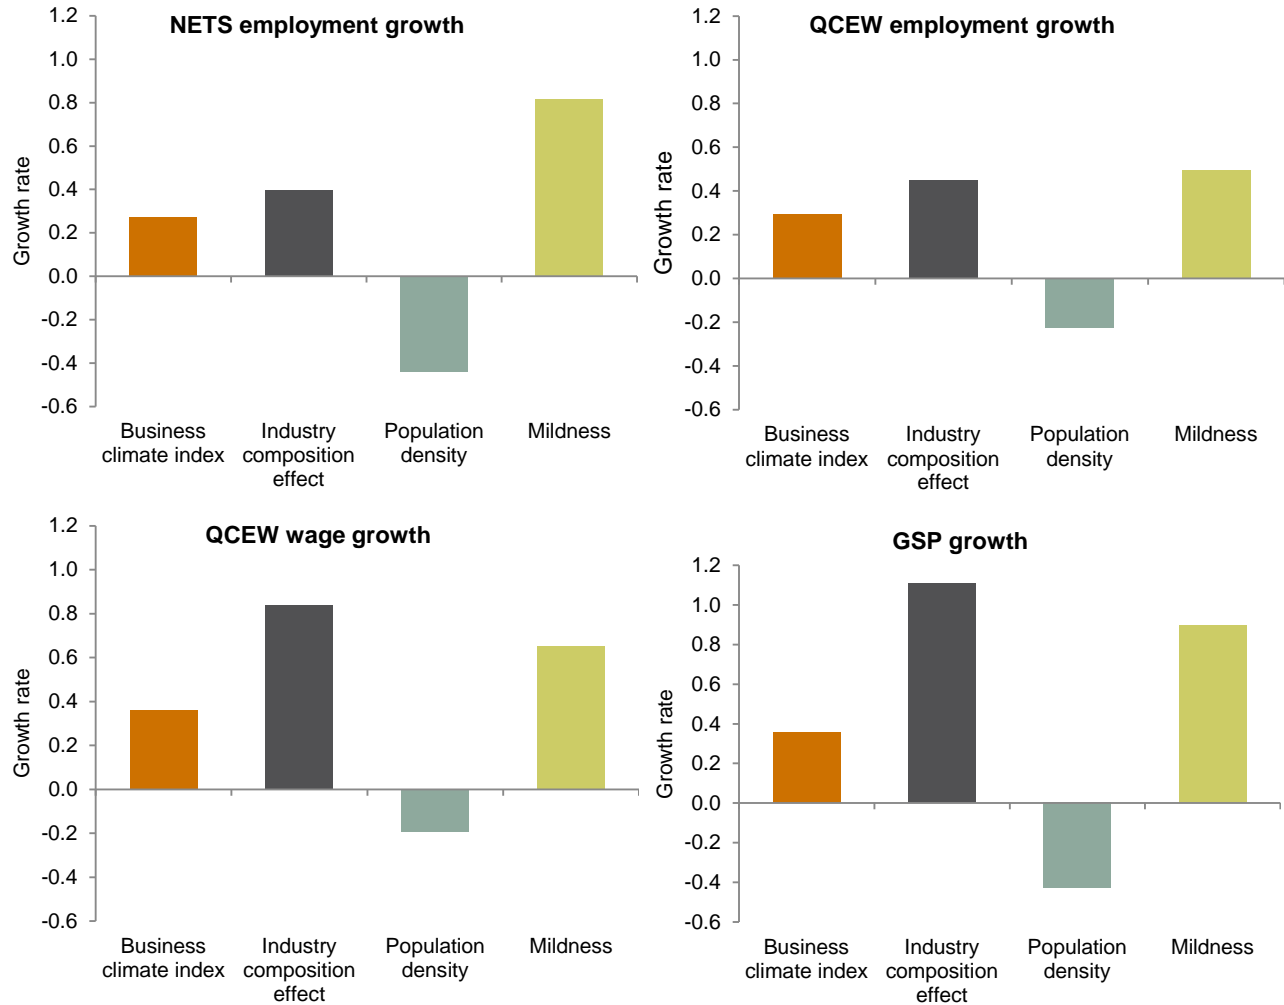 NETS employment growth
Growth rate
1.2
1.0
0.8
0.6
0.4
0.2
0.0
-0.2
-0.4
-0.6
Business
climate index
Industry
composition
effect
Population
density
Mildness
QCEW employment growth
Growth rate
1.2
1.0
0.8
0.6
0.4
0.2
0.0
-0.2
-0.4
-0.6
Business
climate index
Industry
composition
effect
Population
density
Mildness
QCEW wage growth
Growth rate
1.2
1.0
0.8
0.6
0.4
0.2
0.0
-0.2
-0.4
-0.6
Business
climate index
Industry
composition
effect
Population
density
Mildness
GSP growth
Growth rate
1.2
1.0
0.8
0.6
0.4
0.2
0.0
-0.2
-0.4
-0.6
Business
climate index
Industry
composition
effect
Population
density
Mildness